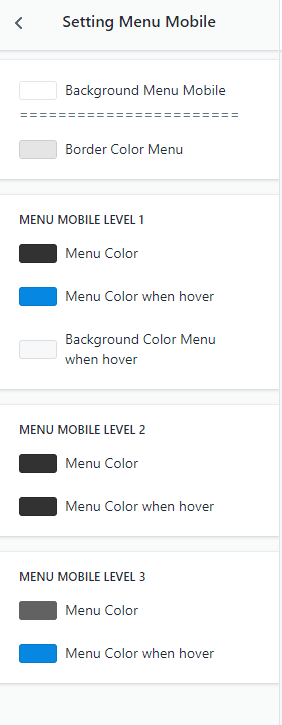 Setting Menu Mobile
Background Menu Mobile
=======================
Border Color Menu
MENU MOBILE LEVEL 1
Menu Color
Menu Color when hover
Background Color Menu
when hover
MENU MOBILE LEVEL 2
Menu Color
Menu Color when hover
MENU MOBILE LEVEL 3
Menu Color
Menu Color when hover